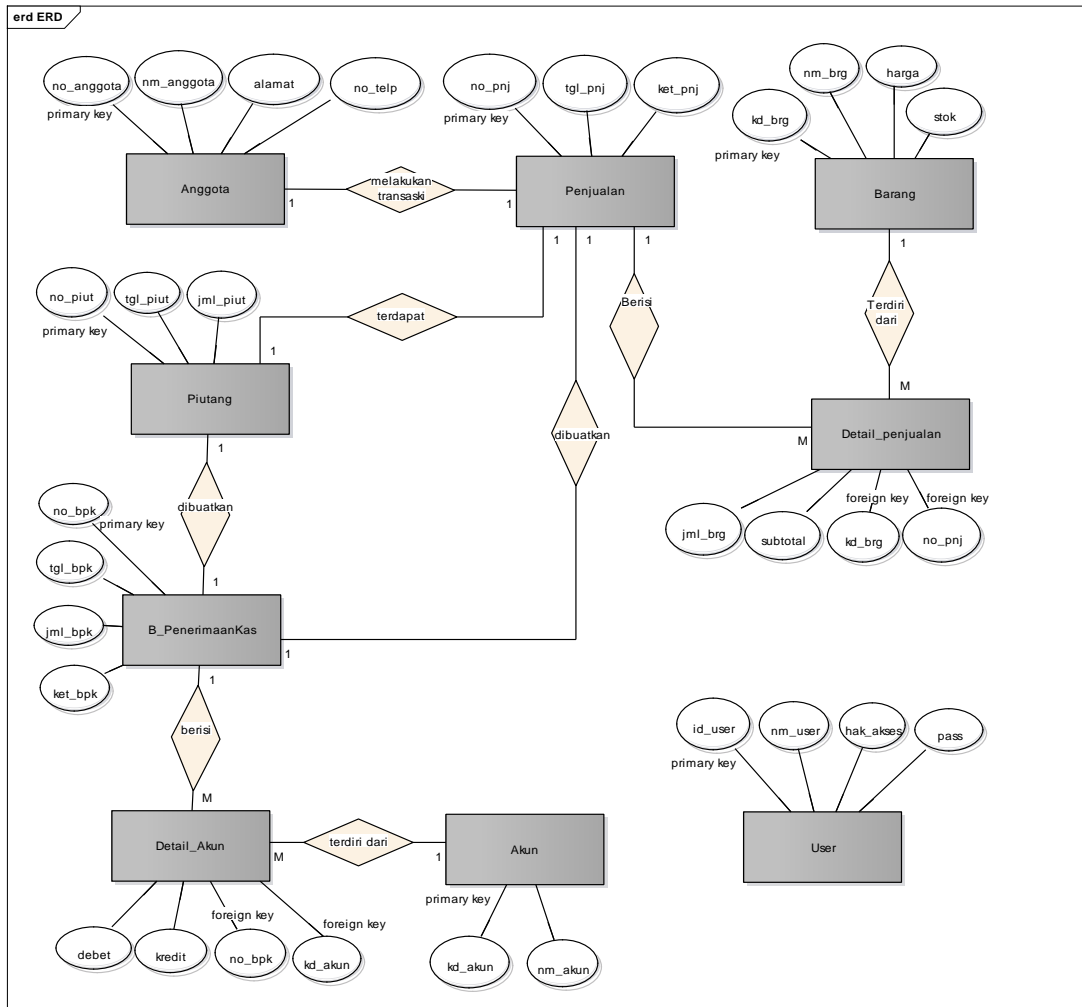 erd ERD
no_anggota
primary key
nm_anggota
alamat
no_telp
no_pnj
primary key
tgl_pnj
ket_pnj
nm_brg
harga
kd_brg
primary key
stok
Anggota
1
melakukan
transaski
1
Penjualan
1
1
1
Barang
1
no_piut
primary key
tgl_piut
jml_piut
terdapat
1
Berisi
Terdiri
dari
Piutang
1
M
M
Detail_penjualan
dibuatkan
foreign key
foreign key
jml_brg
subtotal
kd_brg
no_pnj
no_bpk
primary key
dibuatkan
tgl_bpk
1
jml_bpk
B_PenerimaanKas
1
ket_bpk
1
berisi
M
id_user
primary key
nm_user
hak_akses
pass
Detail_Akun
M
terdiri dari
1
Akun
User
primary key
foreign key
foreign key
debet
kredit
no_bpk
kd_akun
kd_akun
nm_akun